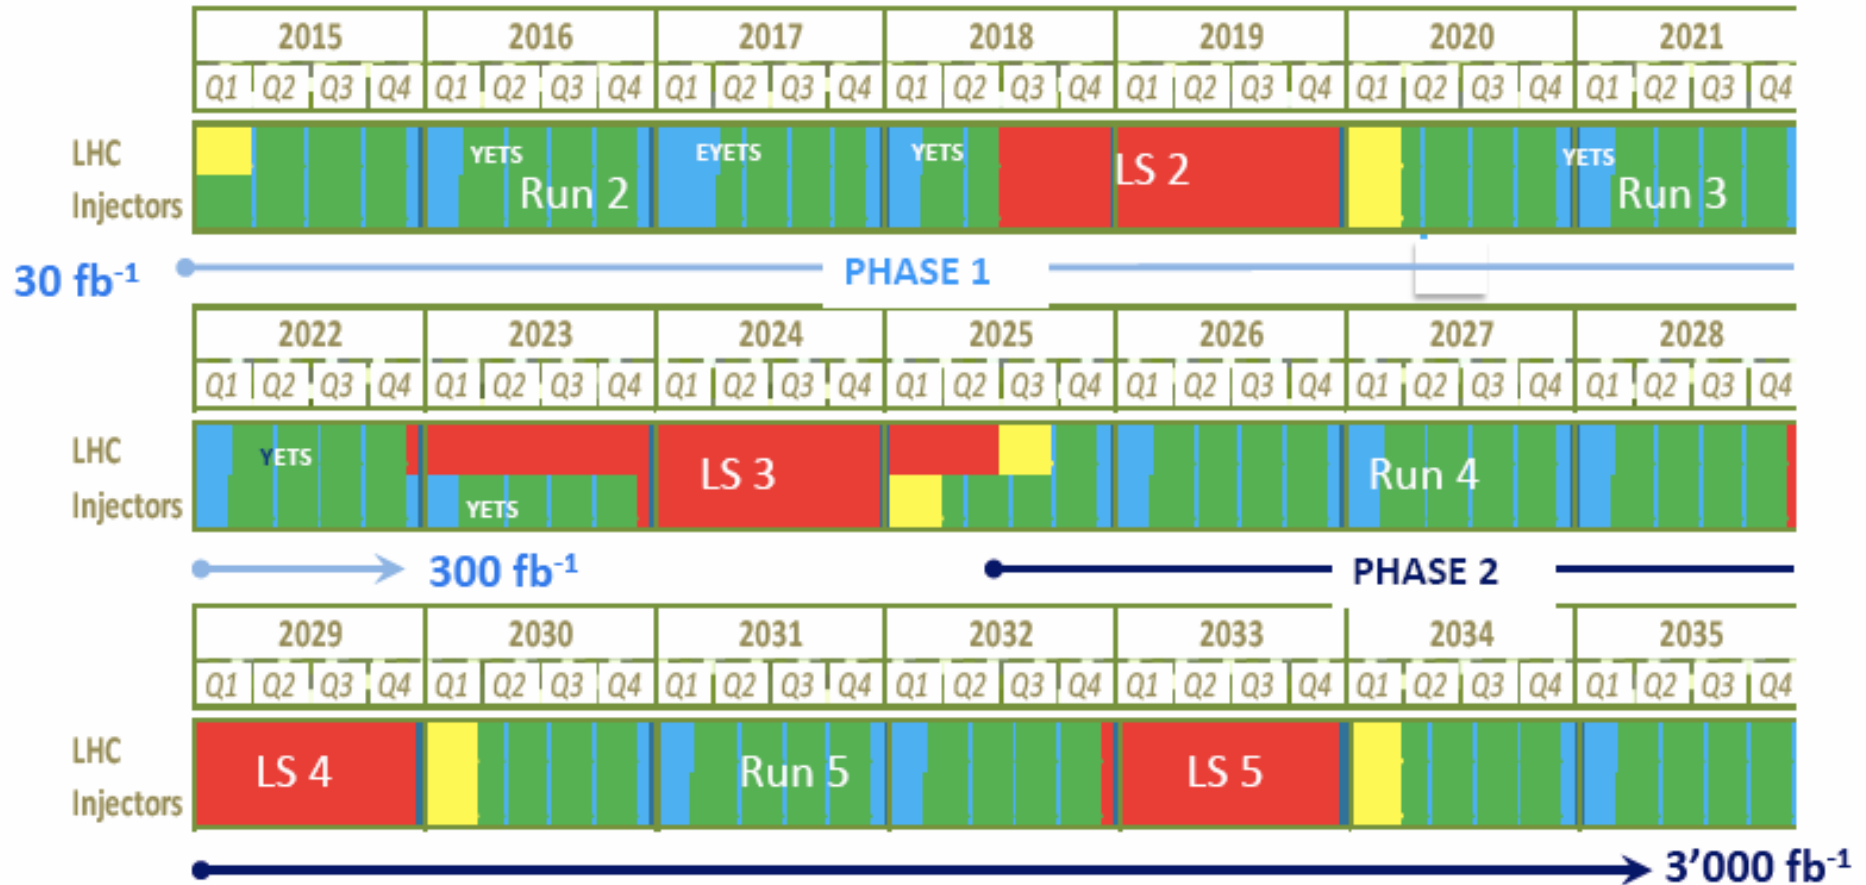 2015 2016 2017 2018 2019 2020 2021
Q1 Q2 Q3 Q4 Q1 Q2 Q3 Q4 Q1 Q2 Q3 Q4 Q1 Q2 Q3 Q4 Q1 Q2 Q3 Q4 Q1 Q2 Q3 Q4 Q1 Q2 Q3 Q4
LHC YETS EYETS YETS LS 2 YETS
Injectors Run 2 Run 3
30 fb-1 PHASE 1
2022 2023 2024 2025 2026 2027 2028
Q1 Q2 Q3 Q4 Q1 Q2 Q3 Q4 Q1 Q2 Q3 Q4 Q1 Q2 Q3 Q4 Q1 Q2 Q3 Q4 Q1 Q2 Q3 Q4 Q1 Q2 Q3 Q4
LHC YETS LS 3 Run 4
Injectors YETS
300 fb-1 PHASE 2
2029 2030 2031 2032 2033 2034 2035
Q1 Q2 Q3 Q4 Q1 Q2 Q3 Q4 Q1 Q2 Q3 Q4 Q1 Q2 Q3 Q4 Q1 Q2 Q3 Q4 Q1 Q2 Q3 Q4 Q1 Q2 Q3 Q4
LHC LS 4 Run 5 LS 5
Injectors
3'000 fb-1